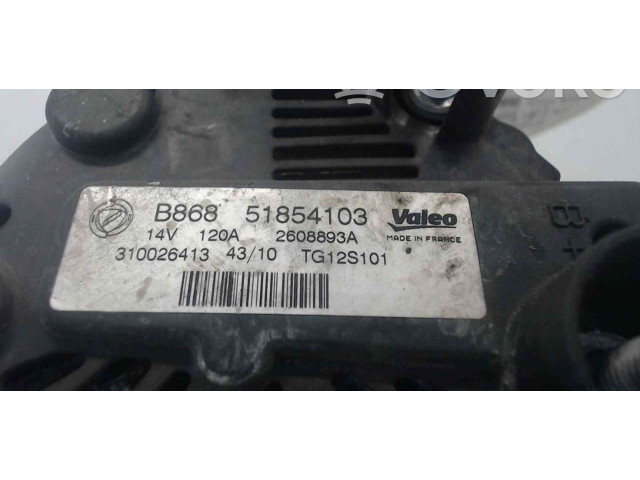 B868 51854103 Valeo
14V 120A 2608893A MADE IN FRANCE
310026413 43/10 TG12S101
B
+